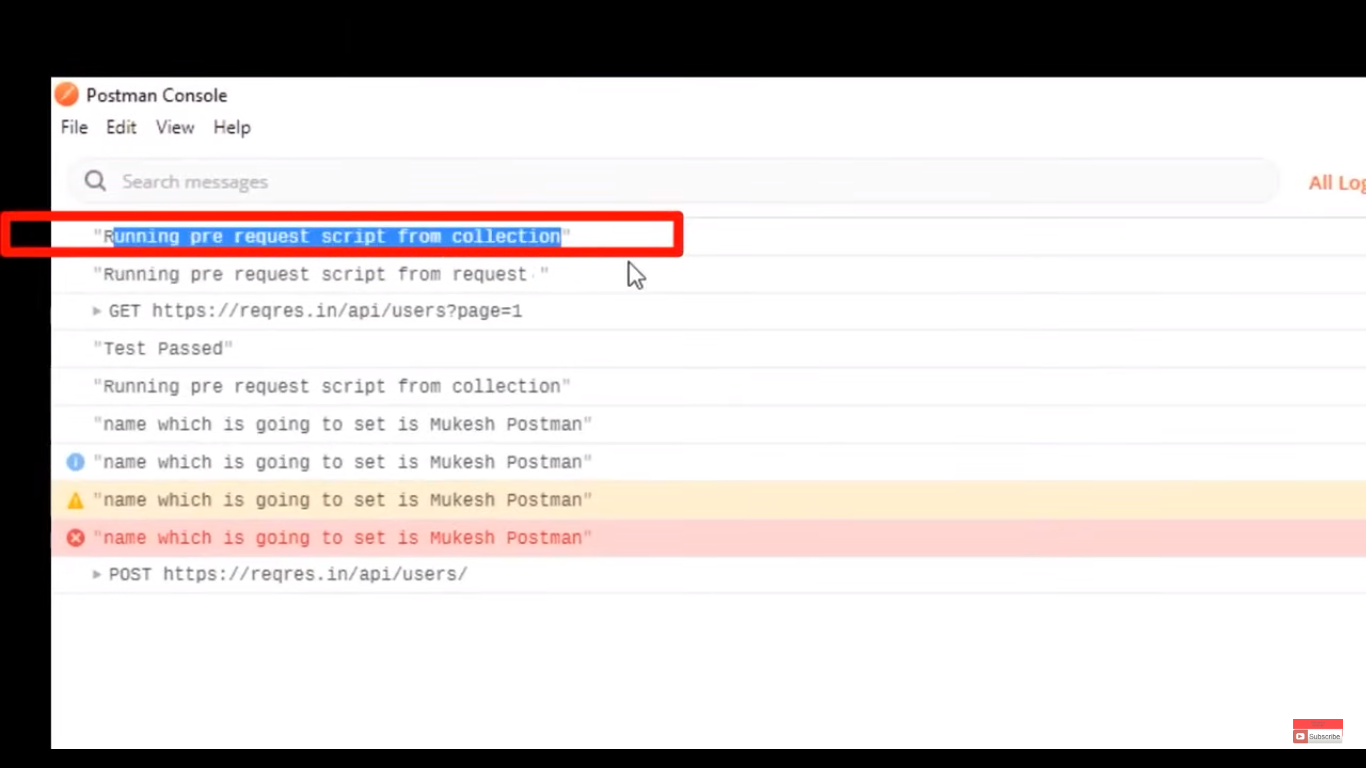 Postman Console
File Edit View Help
Search messages
All Log
"Running pre request script from collection"
"Running pre request script from request "
GET https://reqres.in/api/users?page=1
"Test Passed"
"Running pre request script from collection"
"name which is going to set is Mukesh Postman"
"name which is going to set is Mukesh Postman"
"name which is going to set is Mukesh Postman"
"name which is going to set is Mukesh Postman"
POST https://reqres.in/api/users/
Subscribe